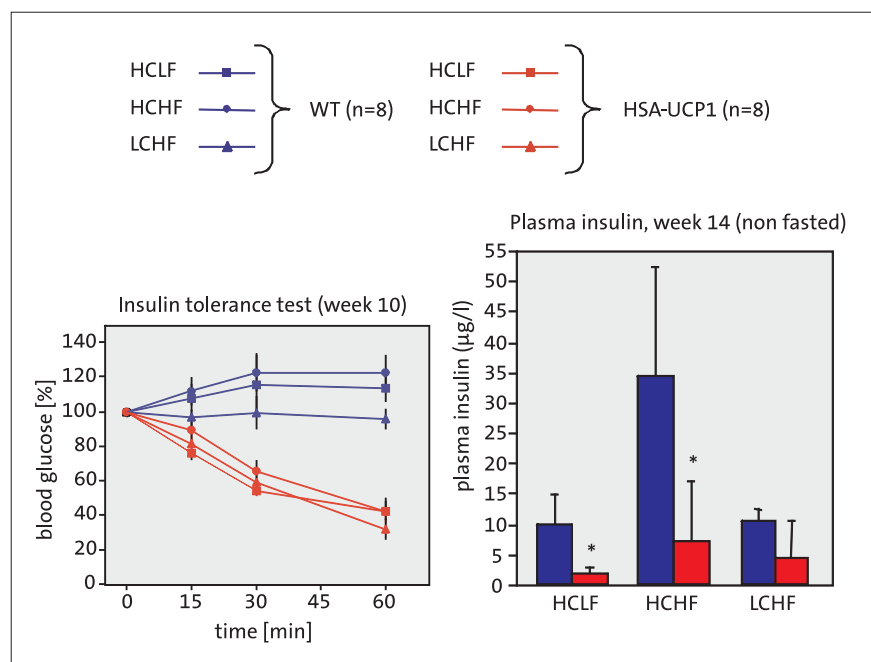 HCLF
HCHF
LCHF
WT (n=8)
HCLF
HCHF
LCHF
HSA-UCP1 (n=8)
Insulin tolerance test (week 10)
blood glucose [%]
140
120
100
80
60
40
20
0
0 15 30 45 60
time [min]
Plasma insulin, week 14 (non fasted)
plasma insulin (µg/l)
55
50
45
40
35
30
25
20
15
10
5
0
*
*
HCLF HCHF LCHF